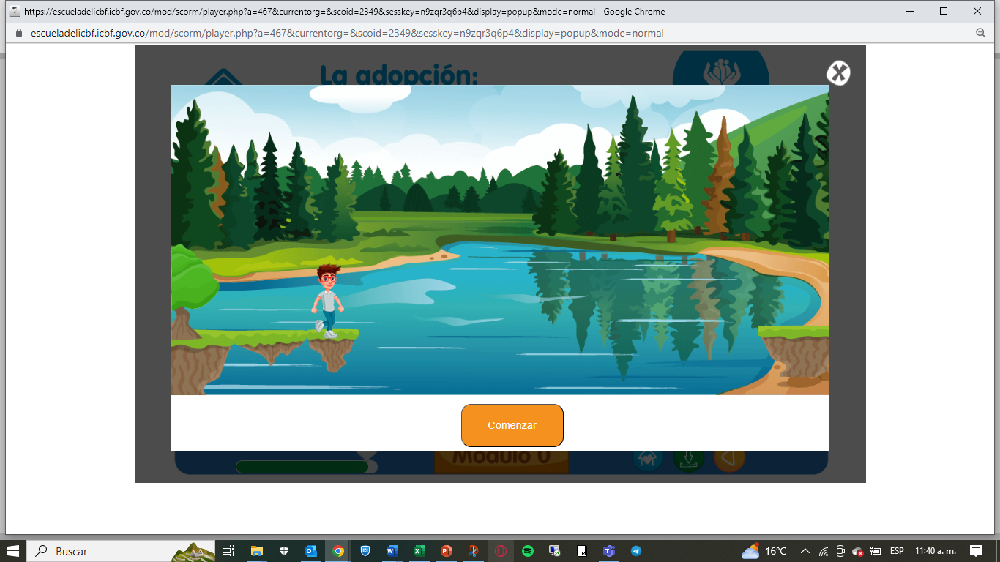 https://escueladelicbf.icbf.gov.co/mod/scorm/player.php?a=467&currentorg=&scoid=2349&sesskey=n9zqr3q6p4&display=popup&mode=normal - Google Chrome
escueladelicbf.icbf.gov.co/mod/scorm/player.php?a=467&currentorg=&scoid=2349&sesskey=n9zqr3q6p4&display=popup&mode=normal
La adopción:
X
Comenzar
Módulo 0
Buscar
16°C
ESP
11:40 a. m.